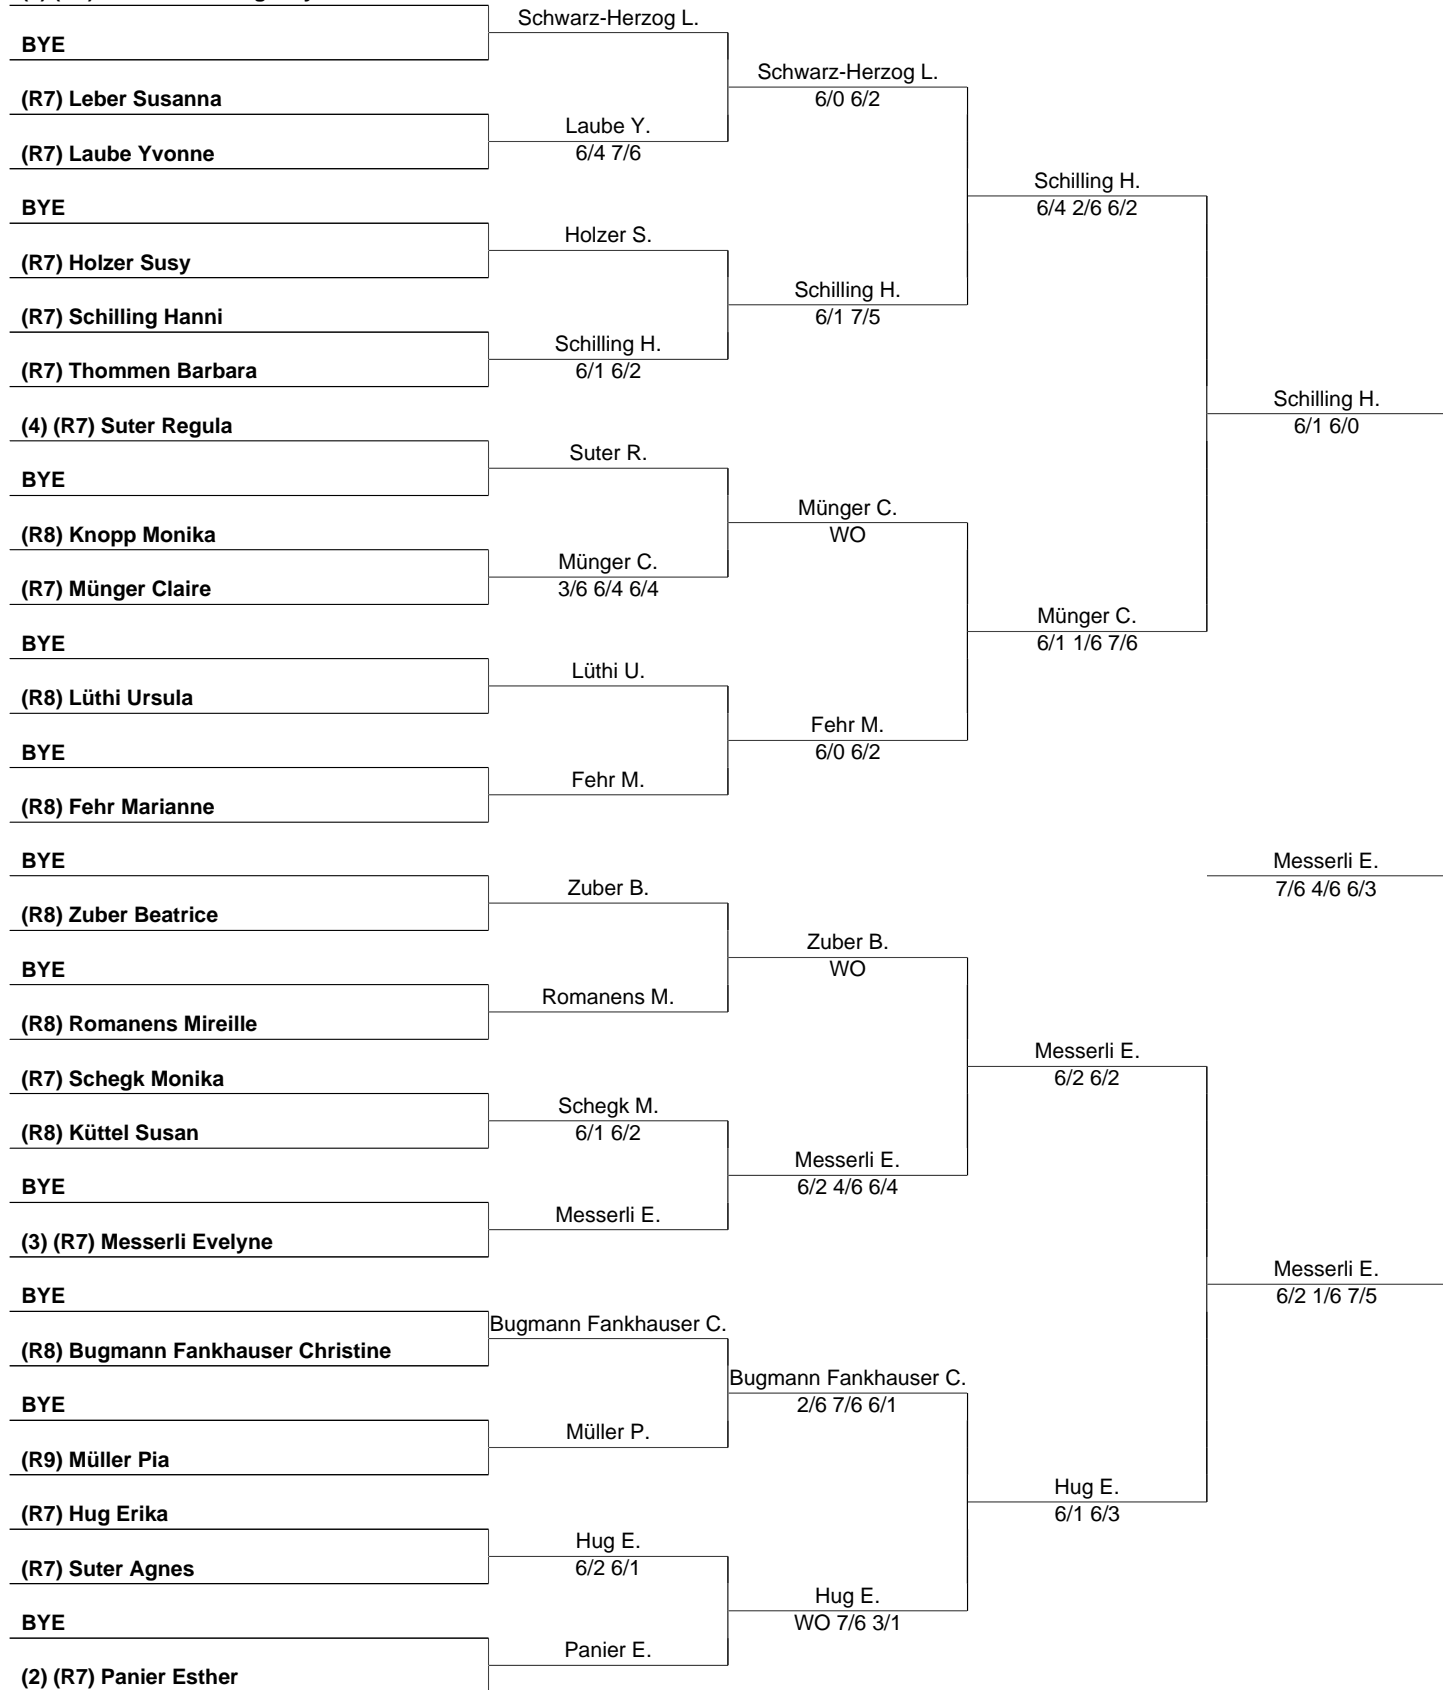 Schwarz-Herzog L.
BYE
Schwarz-Herzog L.
6/0 6/2
(R7) Leber Susanna
Laube Y.
6/4 7/6
(R7) Laube Yvonne
Schilling H.
6/4 2/6 6/2
BYE
Holzer S.
(R7) Holzer Susy
Schilling H.
6/1 7/5
(R7) Schilling Hanni
Schilling H.
6/1 6/2
(R7) Thommen Barbara
Schilling H.
6/1 6/0
(4) (R7) Suter Regula
Suter R.
BYE
Münger C.
WO
(R8) Knopp Monika
Münger C.
3/6 6/4 6/4
(R7) Münger Claire
Münger C.
6/1 1/6 7/6
BYE
Lüthi U.
(R8) Lüthi Ursula
Fehr M.
6/0 6/2
BYE
Fehr M.
(R8) Fehr Marianne
BYE
Messerli E.
7/6 4/6 6/3
Zuber B.
(R8) Zuber Beatrice
Zuber B.
WO
BYE
Romanens M.
(R8) Romanens Mireille
Messerli E.
6/2 6/2
(R7) Schegk Monika
Schegk M.
6/1 6/2
(R8) Küttel Susan
Messerli E.
6/2 4/6 6/4
BYE
Messerli E.
(3) (R7) Messerli Evelyne
Messerli E.
6/2 1/6 7/5
BYE
Bugmann Fankhauser C.
(R8) Bugmann Fankhauser Christine
Bugmann Fankhauser C.
2/6 7/6 6/1
BYE
Müller P.
(R9) Müller Pia
Hug E.
6/1 6/3
(R7) Hug Erika
Hug E.
6/2 6/1
(R7) Suter Agnes
Hug E.
WO 7/6 3/1
BYE
Panier E.
(2) (R7) Panier Esther